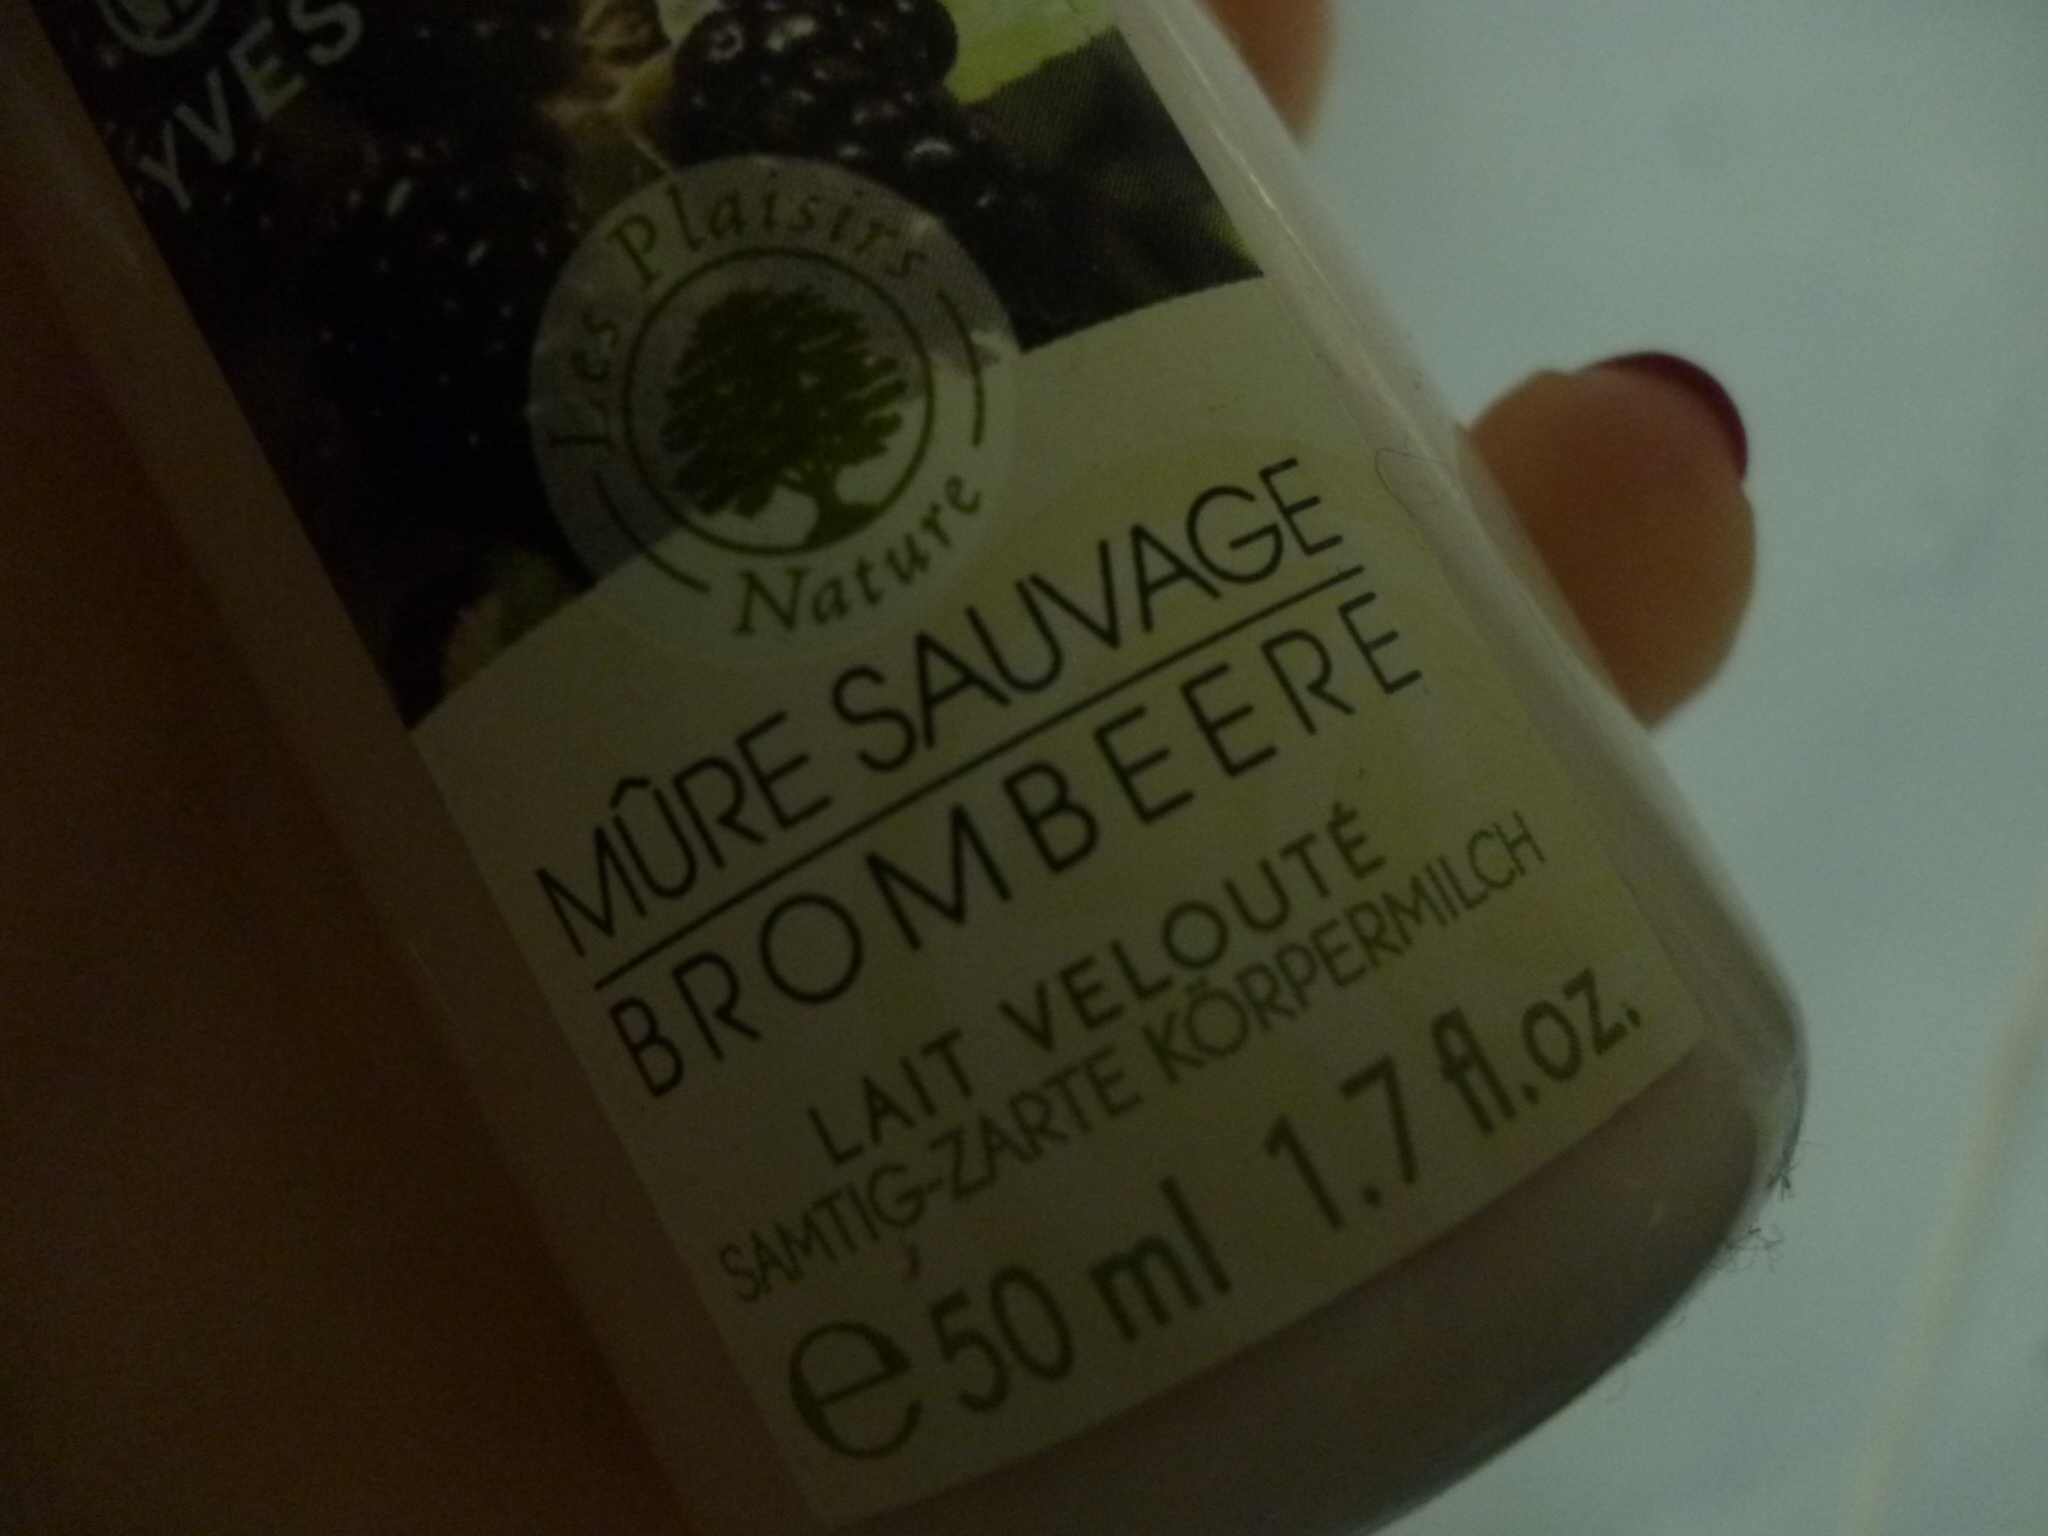 YVES
Les Plaisirs
Nature
MÛRE SAUVAGE
BROMBEERE
LAIT VELOUTÉ
SAMTIG-ZARTE KÖRPERMILCH
e 50 ml 1.7 fl.oz.